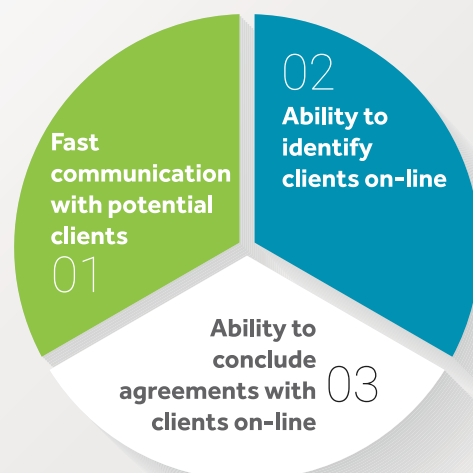 Fast
communication
with potential
clients
01
02
Ability to
identify
clients on-line
Ability to
conclude
agreements with
clients on-line
03